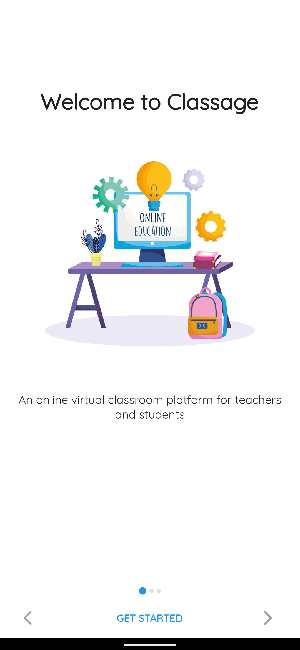 Welcome to Classage
ONLINE
EDUCATION
An online virtual classroom platform for teachers
and students
GET STARTED